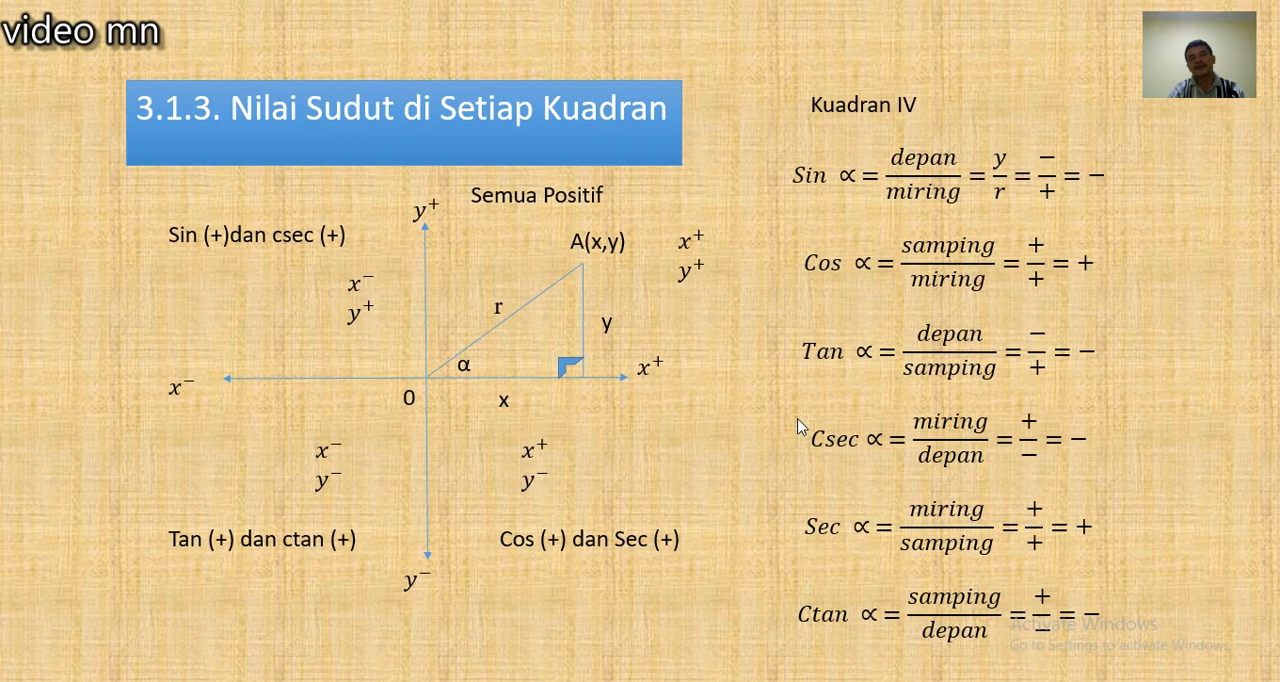 video mn
3.1.3. Nilai Sudut di Setiap Kuadran
Semua Positif
y⁺
Sin (+)dan csec (+)
A(x,y)
x⁺
y⁺
x⁻
y⁺
r
y
α
x⁺
x⁻
0
x
x⁻
y⁻
x⁺
y⁻
Tan (+) dan ctan (+)
Cos (+) dan Sec (+)
y⁻
Kuadran IV
Sin ∝ = depan/miring = y/r = −/+ = −
Cos ∝ = samping/miring = +/+ = +
Tan ∝ = depan/samping = −/+ = −
Csec ∝ = miring/depan = +/− = −
Sec ∝ = miring/samping = +/+ = +
Ctan ∝ = samping/depan = +/− = −
Activate Windows
Go to Settings to activate Windows.